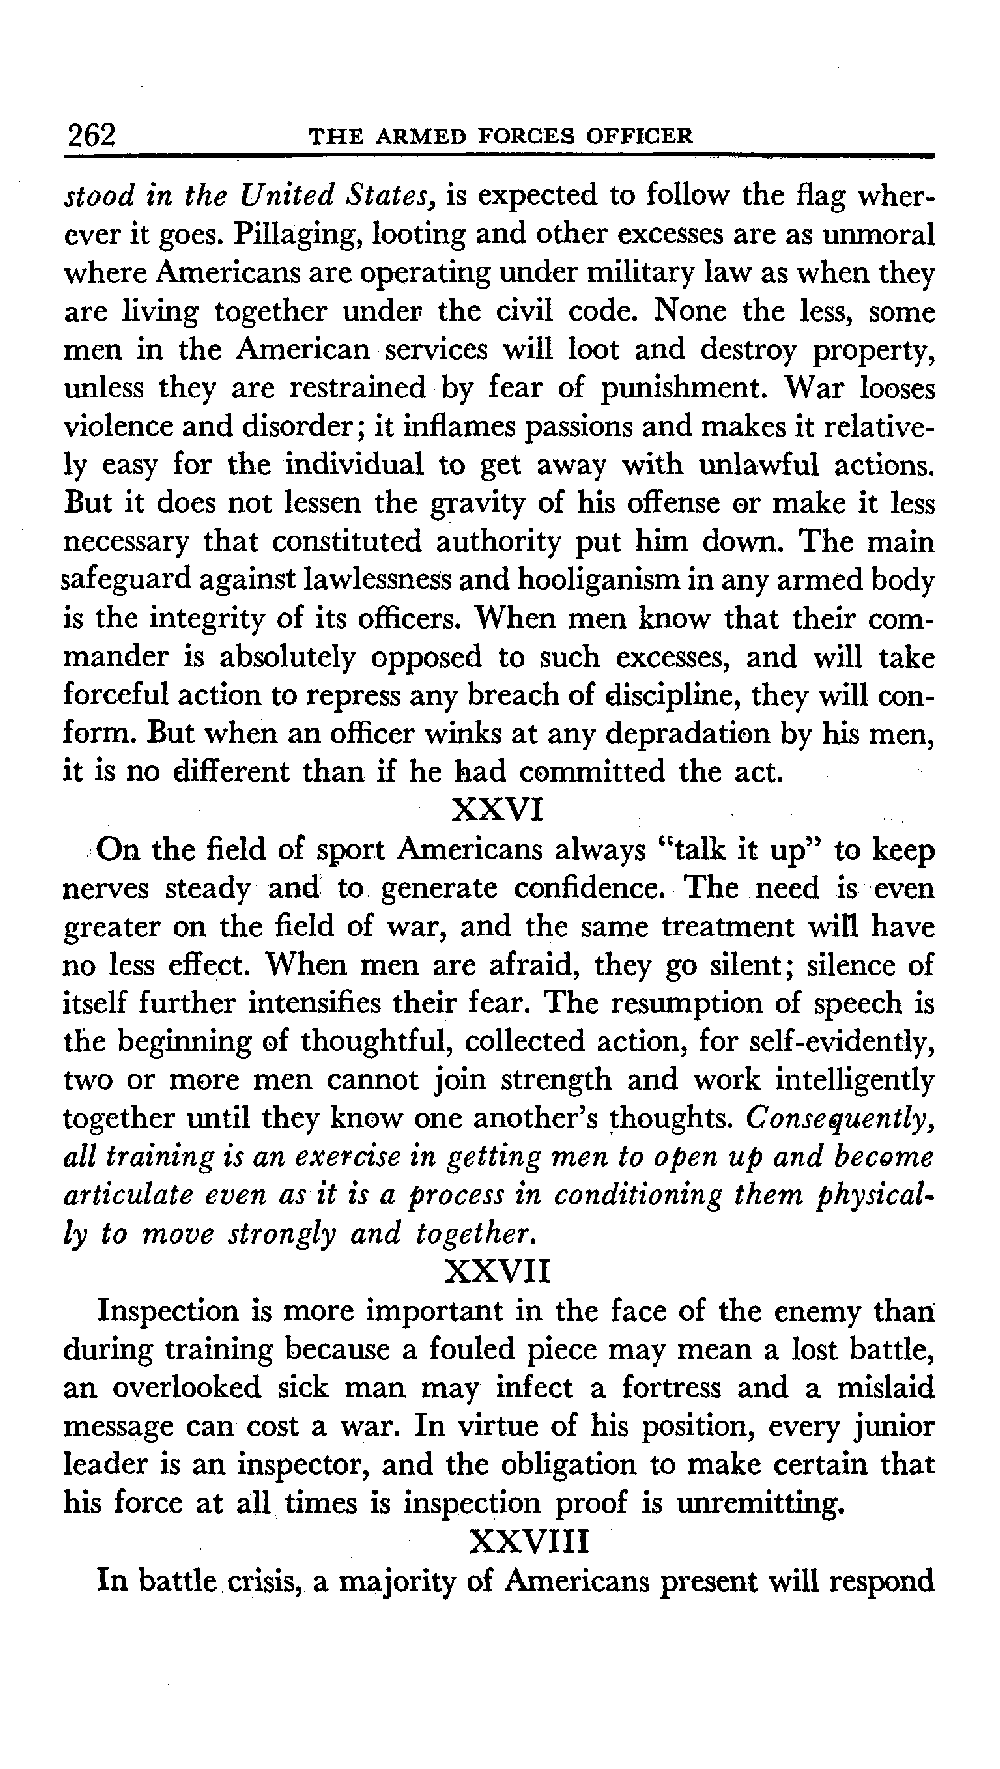 262 THE ARMED FORCES OFFICER
stood in the United States, is expected to follow the flag wher-
ever it goes. Pillaging, looting and other excesses are as unmoral
where Americans are operating under military law as when they
are living together under the civil code. None the less, some
men in the American services will loot and destroy property,
unless they are restrained by fear of punishment. War looses
violence and disorder; it inflames passions and makes it relative-
ly easy for the individual to get away with unlawful actions.
But it does not lessen the gravity of his offense or make it less
necessary that constituted authority put him down. The main
safeguard against lawlessness and hooliganism in any armed body
is the integrity of its officers. When men know that their com-
mander is absolutely opposed to such excesses, and will take
forceful action to repress any breach of discipline, they will con-
form. But when an officer winks at any depradation by his men,
it is no different than if he had committed the act.
XXVI
On the field of sport Americans always "talk it up" to keep
nerves steady and to generate confidence. The need is even
greater on the field of war, and the same treatment will have
no less effect. When men are afraid, they go silent; silence of
itself further intensifies their fear. The resumption of speech is
the beginning of thoughtful, collected action, for self-evidently,
two or more men cannot join strength and work intelligently
together until they know one another's thoughts. Consequently,
all training is an exercise in getting men to open up and become
articulate even as it is a process in conditioning them physical-
ly to move strongly and together.
XXVII
Inspection is more important in the face of the enemy than
during training because a fouled piece may mean a lost battle,
an overlooked sick man may infect a fortress and a mislaid
message can cost a war. In virtue of his position, every junior
leader is an inspector, and the obligation to make certain that
his force at all times is inspection proof is unremitting.
XXVIII
In battle crisis, a majority of Americans present will respond